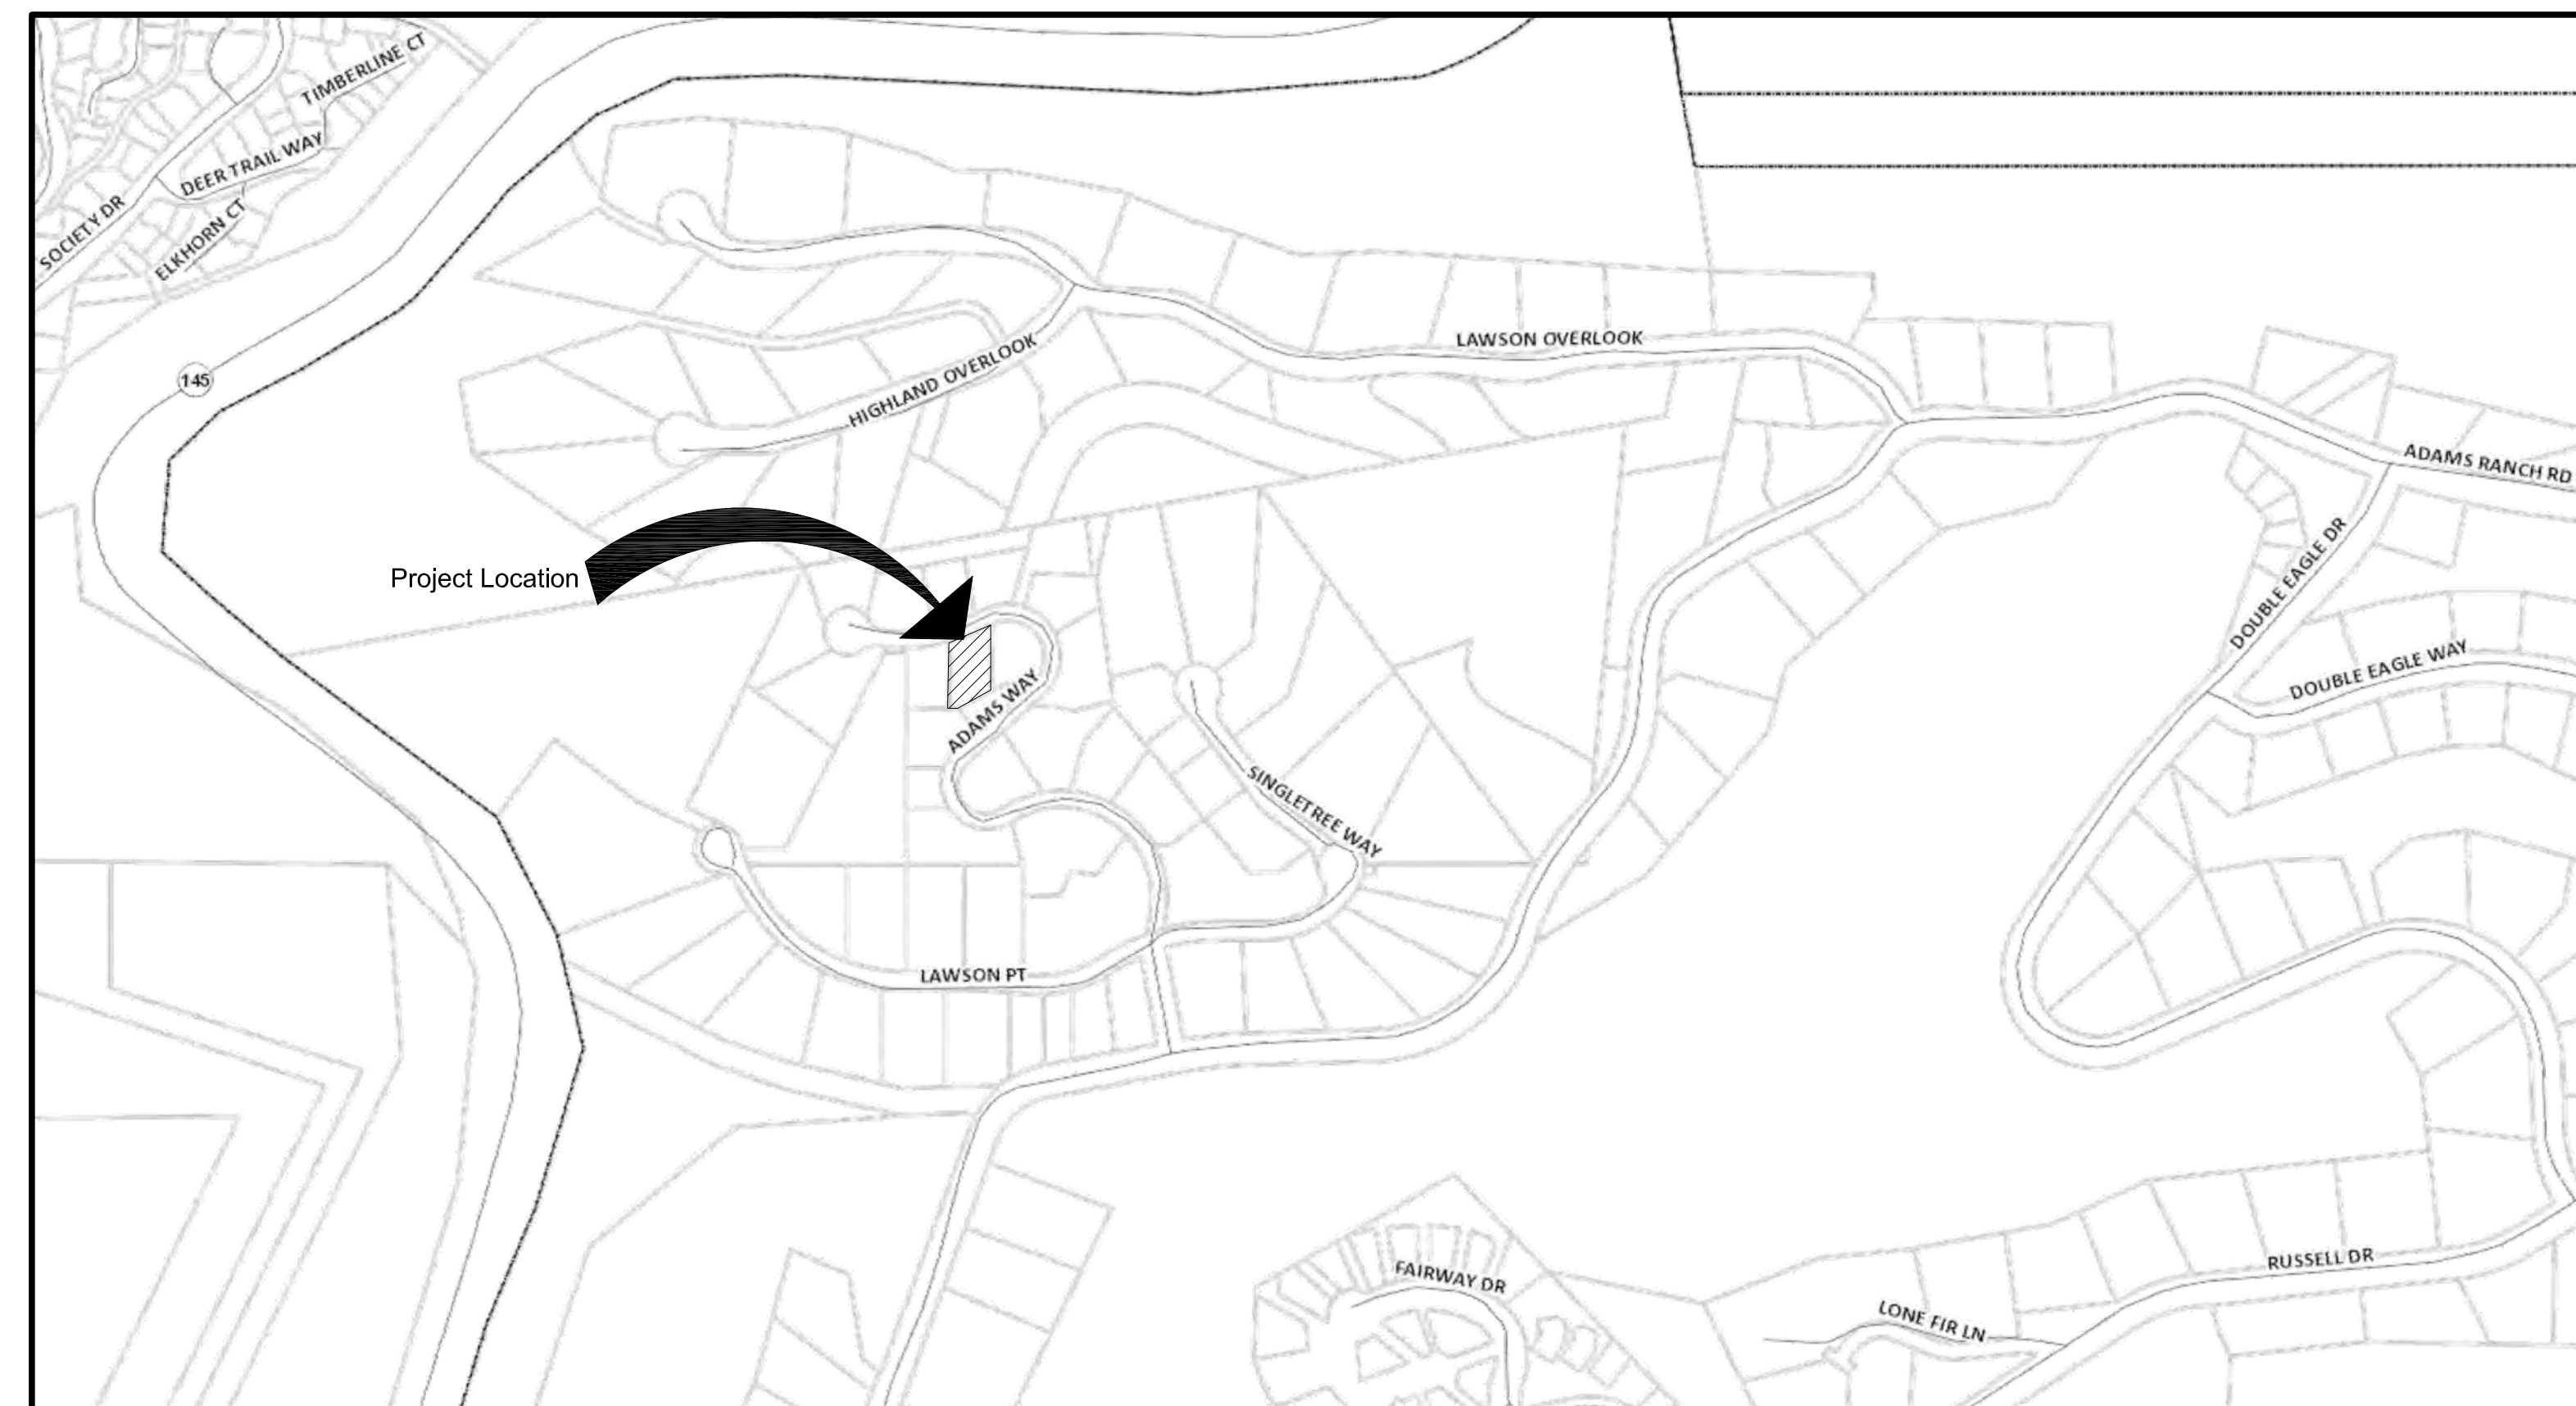 TIMBERLINE CT
DEER TRAIL WAY
SOCIETY DR
ELKHORN CT
145
LAWSON OVERLOOK
HIGHLAND OVERLOOK
ADAMS RANCH RD
Project Location
DOUBLE EAGLE DR
DOUBLE EAGLE WAY
ADAMS WAY
SINGLETREE WAY
LAWSON PT
FAIRWAY DR
RUSSELL DR
LONE FIR LN